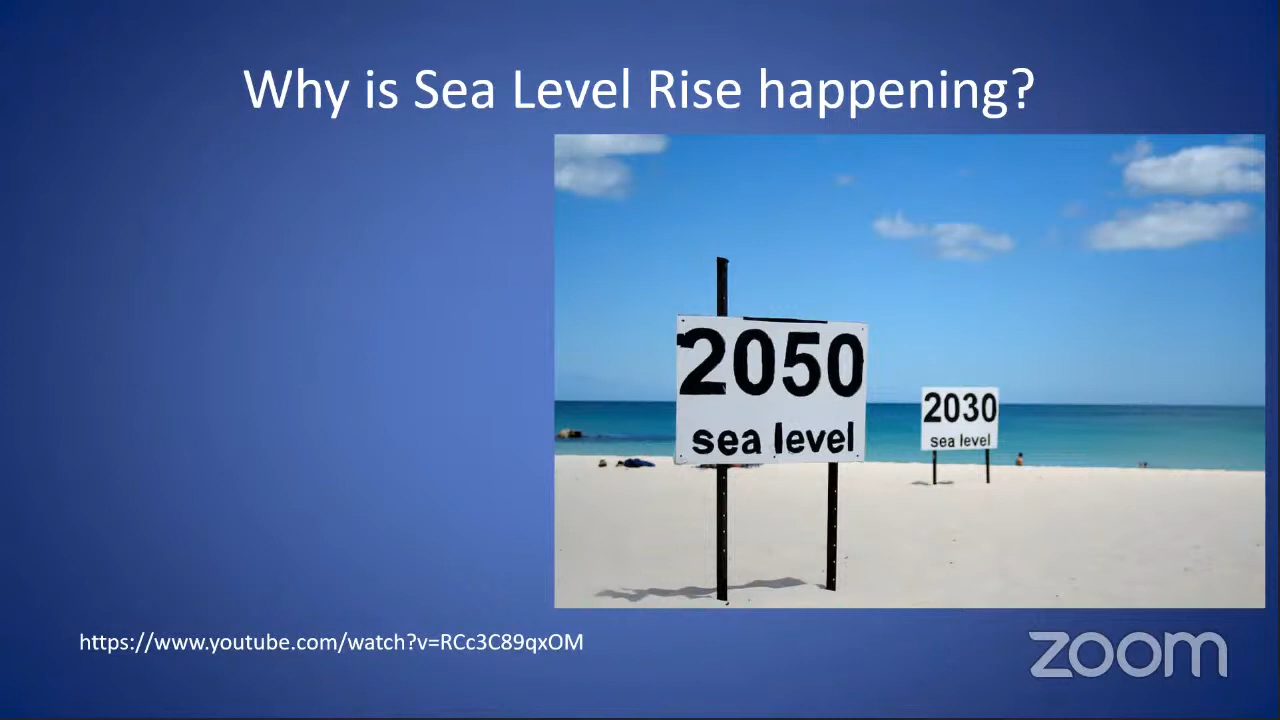 Why is Sea Level Rise happening?
2050
sea level
2030
sea level
https://www.youtube.com/watch?v=RCc3C89qxOM
zoom